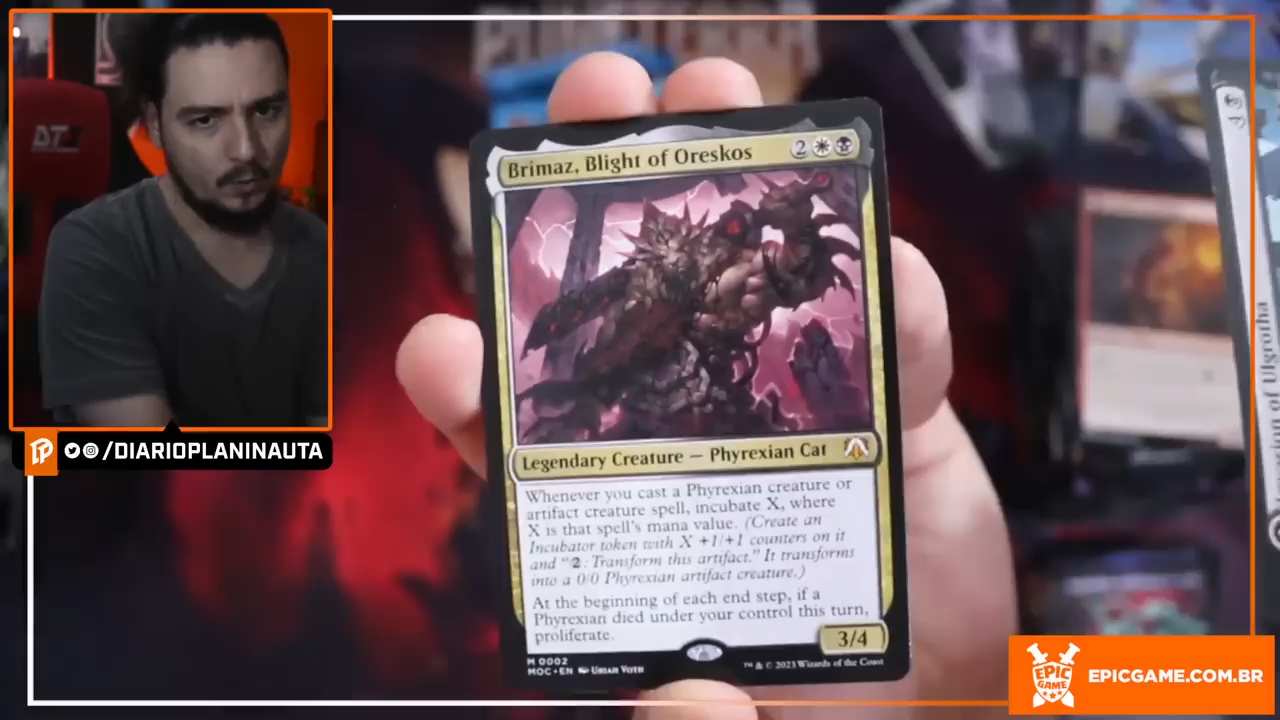 DT
Brimaz, Blight of Oreskos 2
Legendary Creature — Phyrexian Cat
Whenever you cast a Phyrexian creature or
artifact creature spell, incubate X, where
X is that spell's mana value. (Create an
Incubator token with X +1/+1 counters on it
and "2: Transform this artifact." It transforms
into a 0/0 Phyrexian artifact creature.)
At the beginning of each end step, if a
Phyrexian died under your control this turn,
proliferate.
3/4
M 0002
MOC • EN URIAH VOTH
™ & © 2023 Wizards of the Coast
of Ulgrotha
/DIARIOPLANINAUTA
EPIC
GAME
EPICGAME.COM.BR